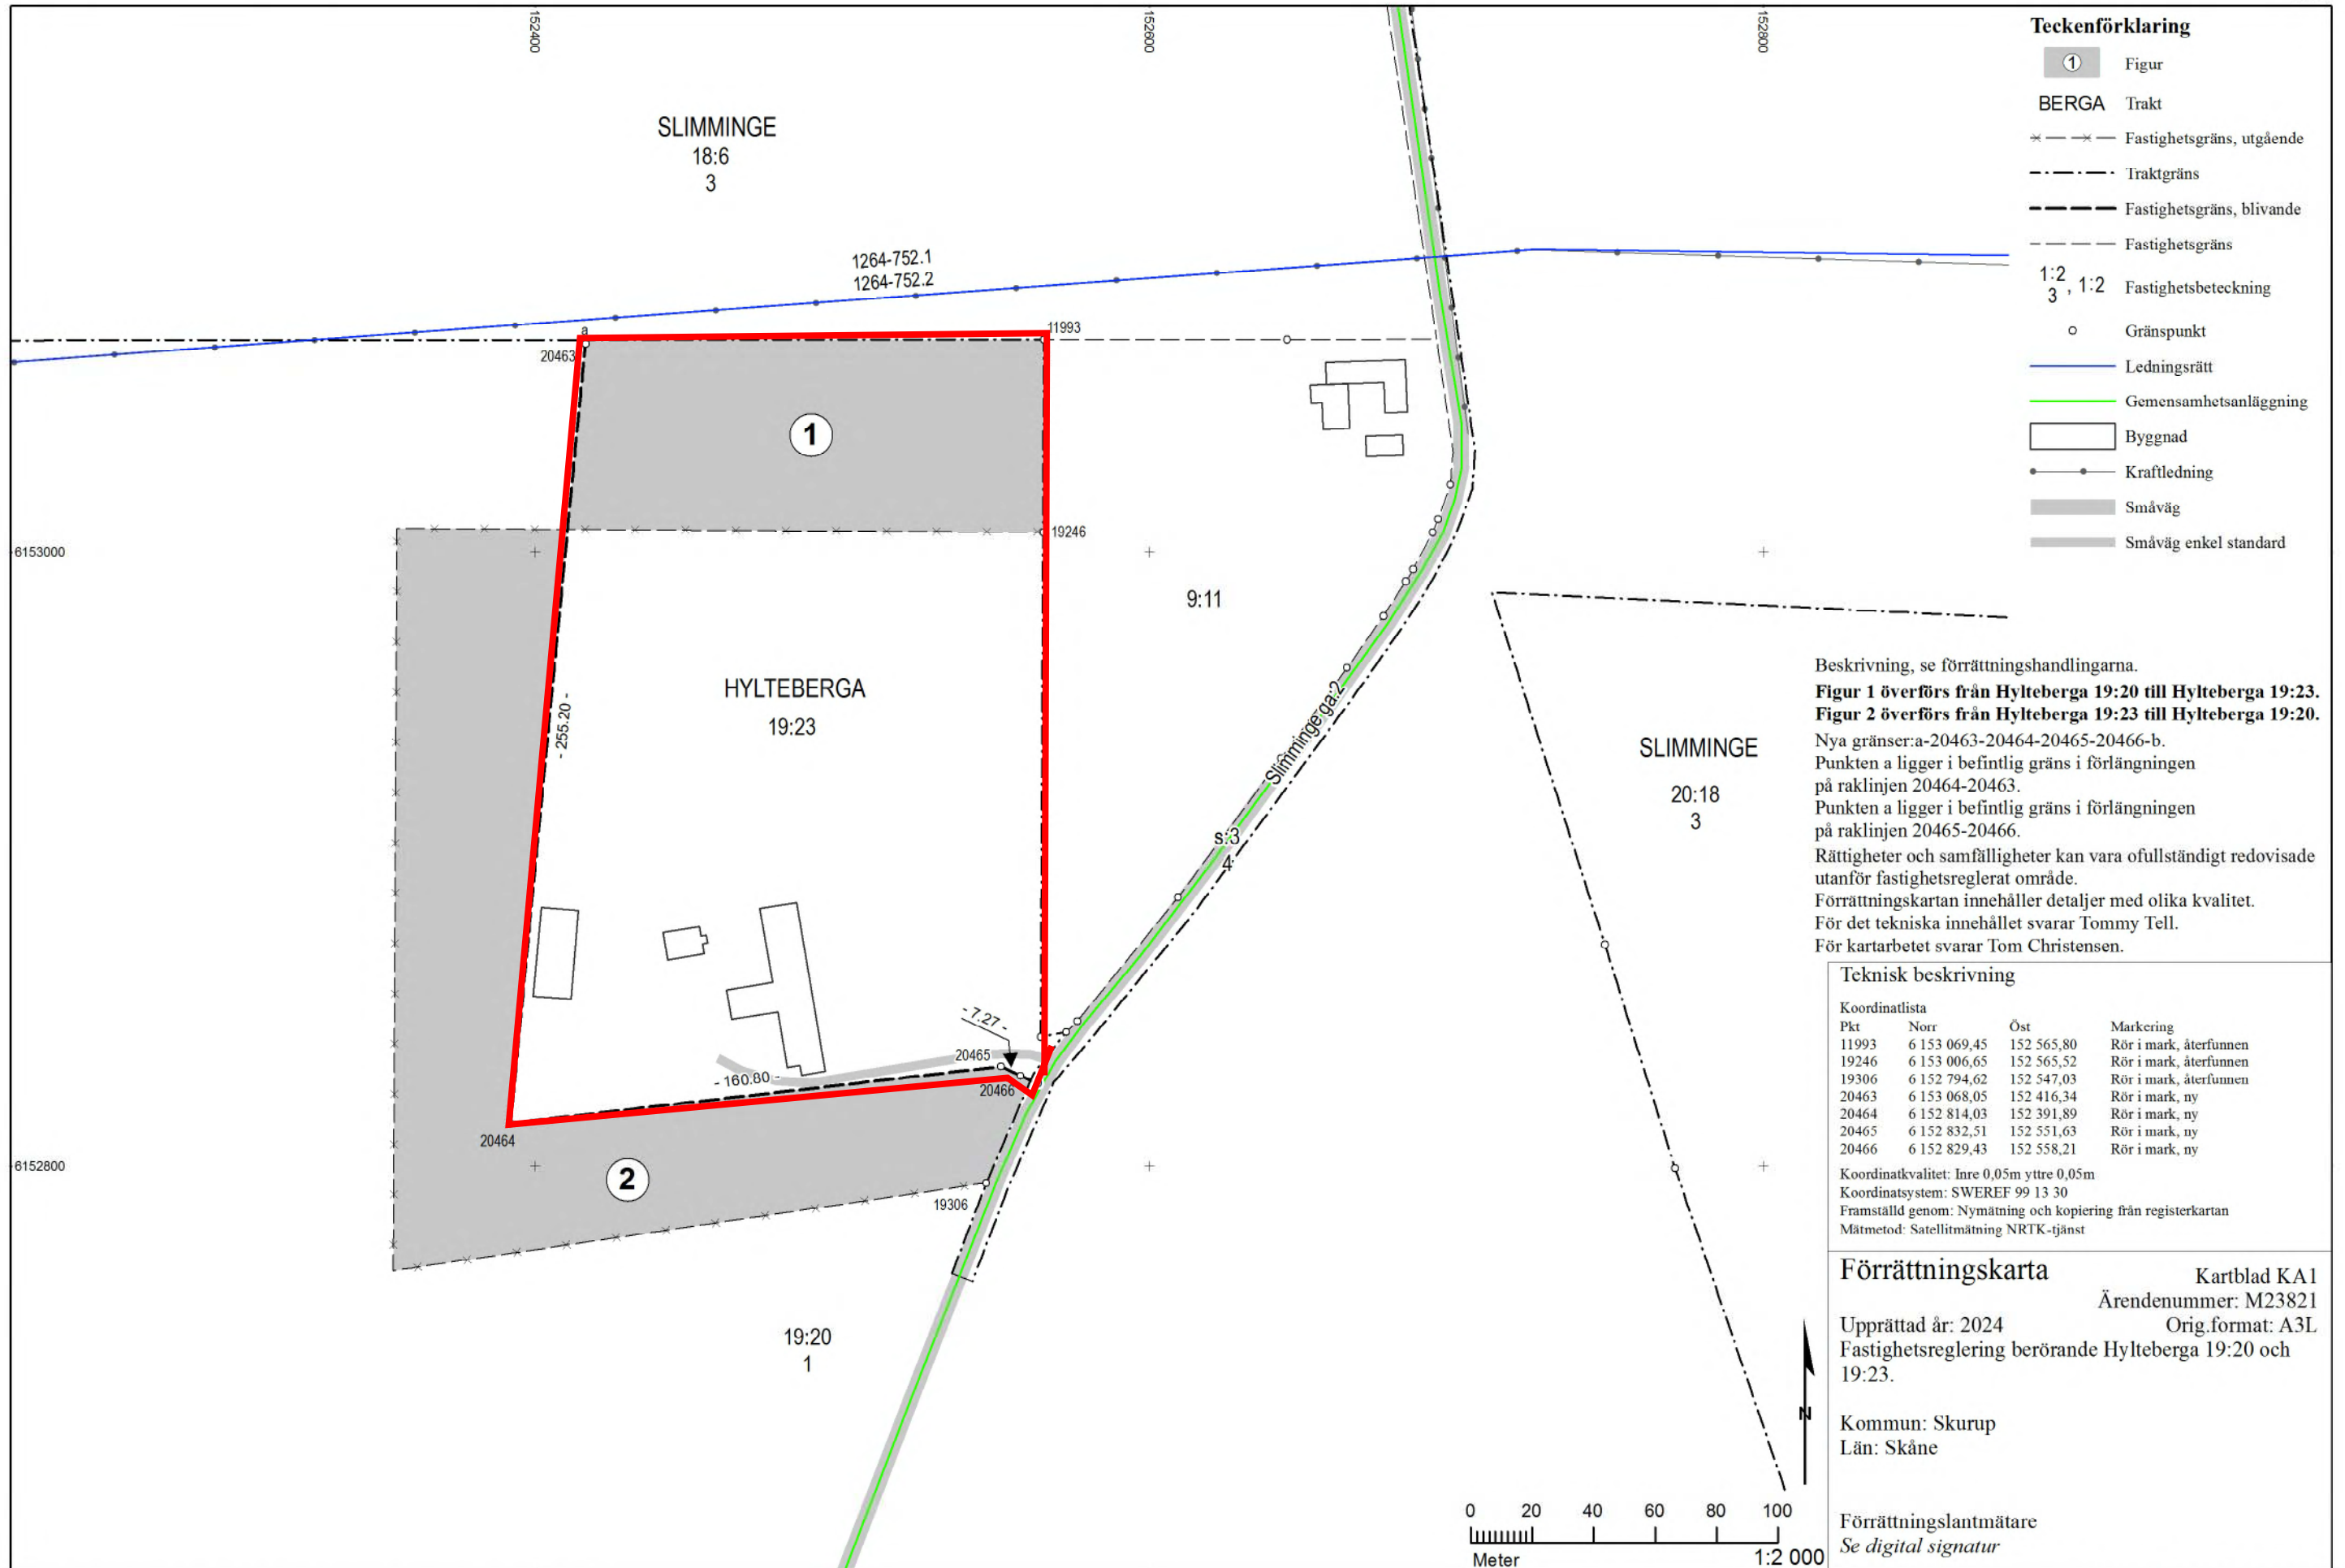 152400
152600
152800
SLIMMINGE
18:6
3
1264-752.1
1264-752.2
a
11993
20463
1
19246
6153000
9:11
HYLTEBERGA
19:23
- 255.20 -
Slimminge ga:2
s:3
4
SLIMMINGE
20:18
3
- 7.27 -
20465
- 160.80 -
20466
20464
6152800
2
19306
19:20
1
Teckenförklaring
1 Figur
BERGA Trakt
Fastighetsgräns, utgående
Traktgräns
Fastighetsgräns, blivande
Fastighetsgräns
1:2
3 , 1:2 Fastighetsbeteckning
Gränspunkt
Ledningsrätt
Gemensamhetsanläggning
Byggnad
Kraftledning
Småväg
Småväg enkel standard
Beskrivning, se förrättningshandlingarna.
Figur 1 överförs från Hylteberga 19:20 till Hylteberga 19:23.
Figur 2 överförs från Hylteberga 19:23 till Hylteberga 19:20.
Nya gränser:a-20463-20464-20465-20466-b.
Punkten a ligger i befintlig gräns i förlängningen
på raklinjen 20464-20463.
Punkten a ligger i befintlig gräns i förlängningen
på raklinjen 20465-20466.
Rättigheter och samfälligheter kan vara ofullständigt redovisade
utanför fastighetsreglerat område.
Förrättningskartan innehåller detaljer med olika kvalitet.
För det tekniska innehållet svarar Tommy Tell.
För kartarbetet svarar Tom Christensen.
Teknisk beskrivning
Koordinatlista
Pkt Norr Öst Markering
11993 6 153 069,45 152 565,80 Rör i mark, återfunnen
19246 6 153 006,65 152 565,52 Rör i mark, återfunnen
19306 6 152 794,62 152 547,03 Rör i mark, återfunnen
20463 6 153 068,05 152 416,34 Rör i mark, ny
20464 6 152 814,03 152 391,89 Rör i mark, ny
20465 6 152 832,51 152 551,63 Rör i mark, ny
20466 6 152 829,43 152 558,21 Rör i mark, ny
Koordinatkvalitet: Inre 0,05m yttre 0,05m
Koordinatsystem: SWEREF 99 13 30
Framställd genom: Nymätning och kopiering från registerkartan
Mätmetod: Satellitmätning NRTK-tjänst
Förrättningskarta
Kartblad KA1
Ärendenummer: M23821
Upprättad år: 2024 Orig.format: A3L
Fastighetsreglering berörande Hylteberga 19:20 och
19:23.
N
Kommun: Skurup
Län: Skåne
0 20 40 60 80 100
Meter 1:2 000
Förrättningslantmätare
Se digital signatur